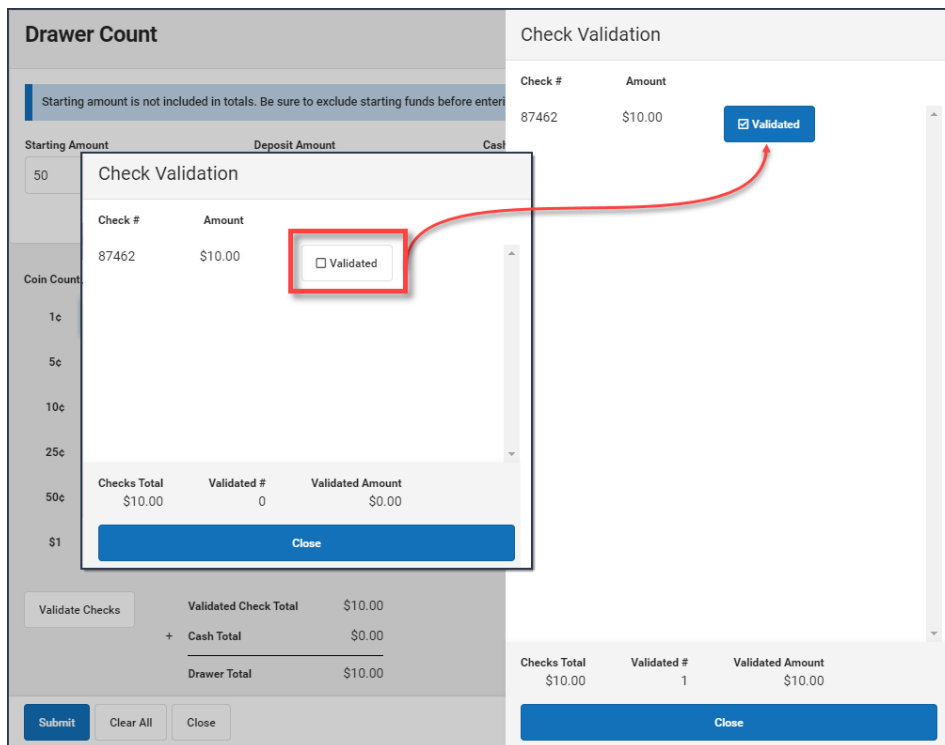 Drawer Count
Starting amount is not included in totals. Be sure to exclude starting funds before enteri
Starting Amount Deposit Amount Cash
50
Coin Count
1¢
5¢
10¢
25¢
50¢
$1
Validate Checks
Validated Check Total $10.00
+ Cash Total $0.00
Drawer Total $10.00
Submit Clear All Close
Check Validation
Check # Amount
87462 $10.00 Validated
Checks Total Validated # Validated Amount
$10.00 0 $0.00
Close
Check Validation
Check # Amount
87462 $10.00 Validated
Checks Total Validated # Validated Amount
$10.00 1 $10.00
Close